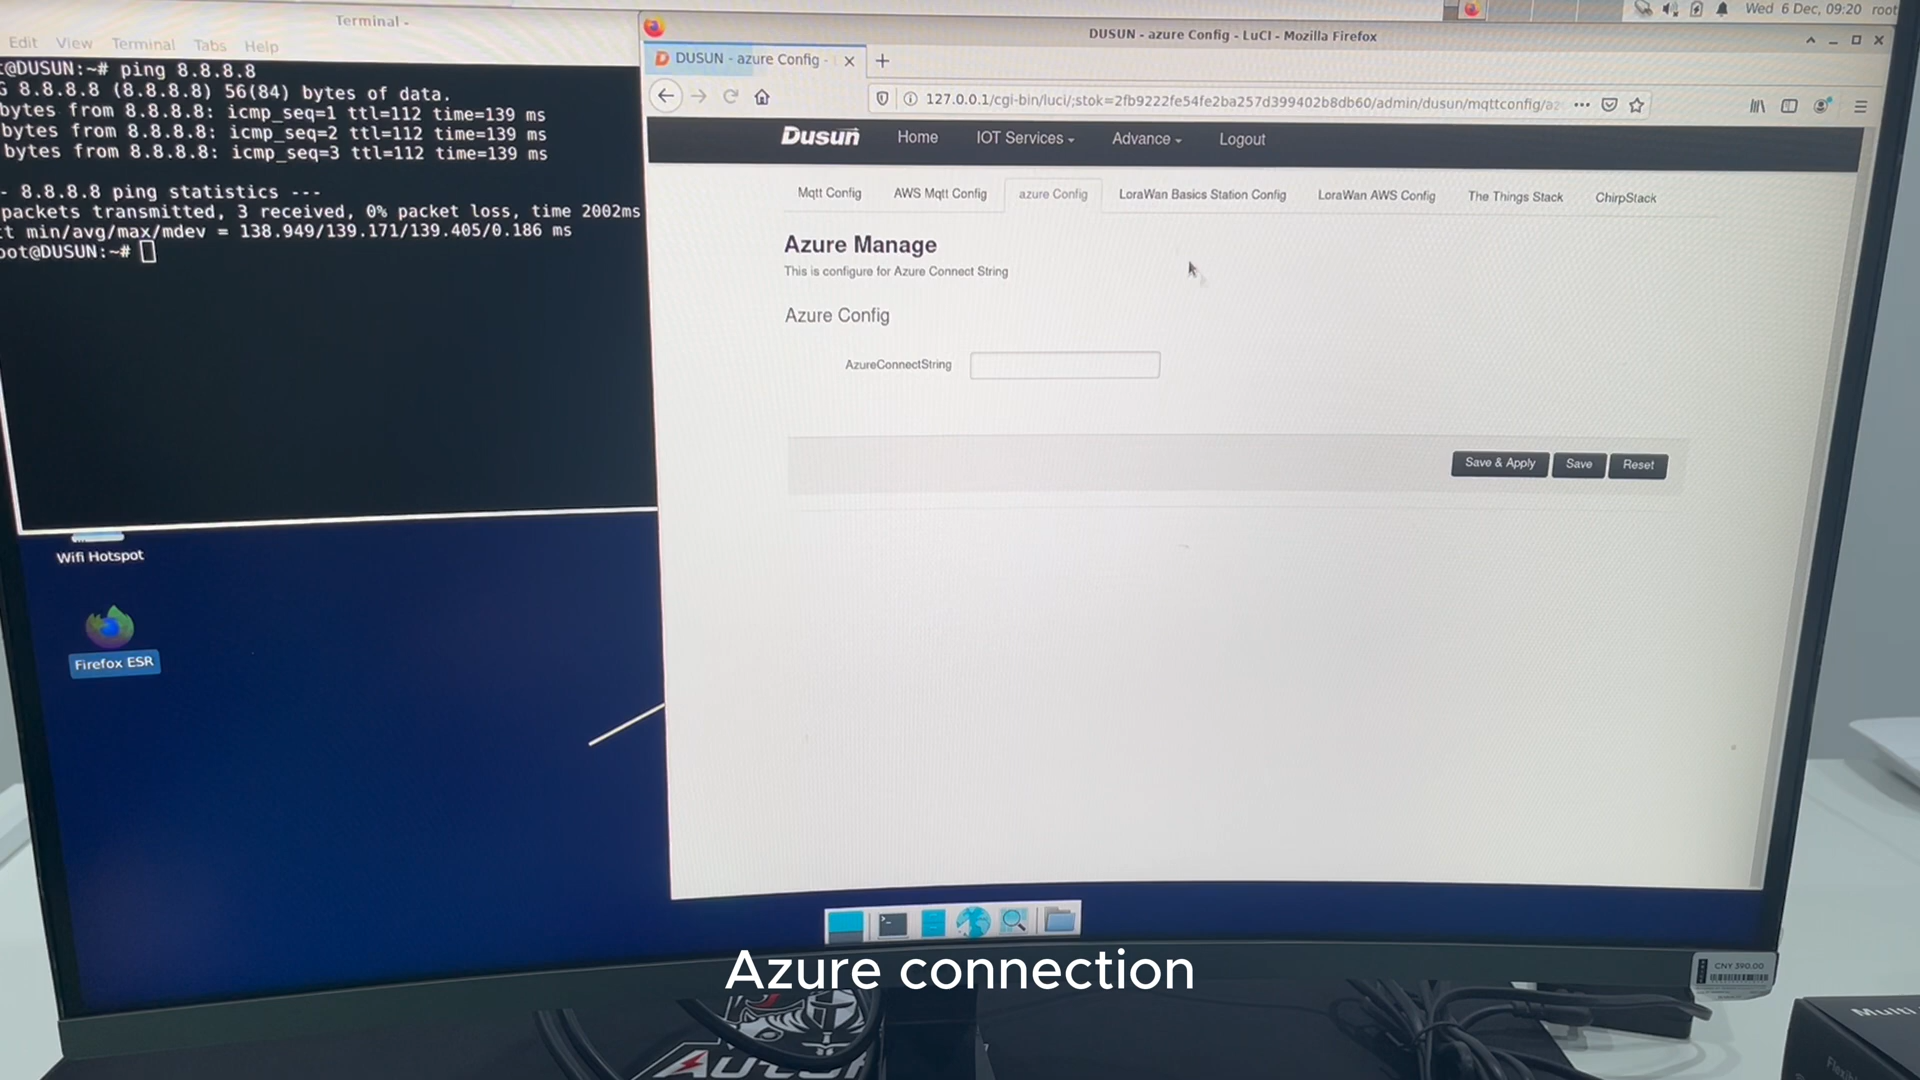 Terminal -
Edit View Terminal Tabs Help
@DUSUN:~# ping 8.8.8.8
8.8.8.8 (8.8.8.8) 56(84) bytes of data.
bytes from 8.8.8.8: icmp_seq=1 ttl=112 time=139 ms
bytes from 8.8.8.8: icmp_seq=2 ttl=112 time=139 ms
bytes from 8.8.8.8: icmp_seq=3 ttl=112 time=139 ms
- 8.8.8.8 ping statistics ---
packets transmitted, 3 received, 0% packet loss, time 2002ms
t min/avg/max/mdev = 138.949/139.171/139.405/0.186 ms
oot@DUSUN:~#
Wifi Hotspot
Firefox ESR
Wed 6 Dec, 09:20 root
DUSUN - azure Config - LuCI - Mozilla Firefox
DUSUN - azure Config -
127.0.0.1/cgi-bin/luci/;stok=2fb9222fe54fe2ba257d399402b8db60/admin/dusun/mqttconfig/az
Dusun Home IOT Services Advance Logout
Mqtt Config AWS Mqtt Config azure Config LoraWan Basics Station Config LoraWan AWS Config The Things Stack ChirpStack
Azure Manage
This is configure for Azure Connect String
Azure Config
AzureConnectString
Save & Apply Save Reset
Azure connection
CNY 390.00
Multi